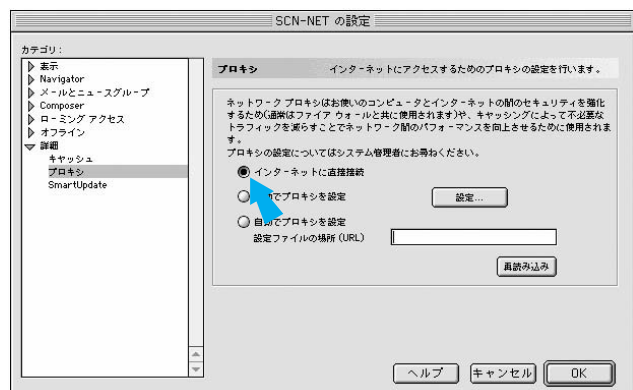 SCN-NET の設定
カテゴリ:
表示
Navigator
メールとニュースグループ
Composer
ローミング アクセス
オフライン
詳細
キャッシュ
プロキシ
SmartUpdate
プロキシ インターネットにアクセスするためのプロキシの設定を行います。
ネットワーク プロキシはお使いのコンピュータとインターネットの間のセキュリティを強化
するため(通常はファイア ウォールと共に使用されます)や、キャッシングによって不必要な
トラフィックを減らすことでネットワーク間のパフォーマンスを向上させるために使用されま
す。
プロキシの設定についてはシステム管理者にお尋ねください。
インターネットに直接接続
でプロキシを設定 設定...
自動でプロキシを設定
設定ファイルの場所 (URL)
再読み込み
ヘルプ キャンセル OK